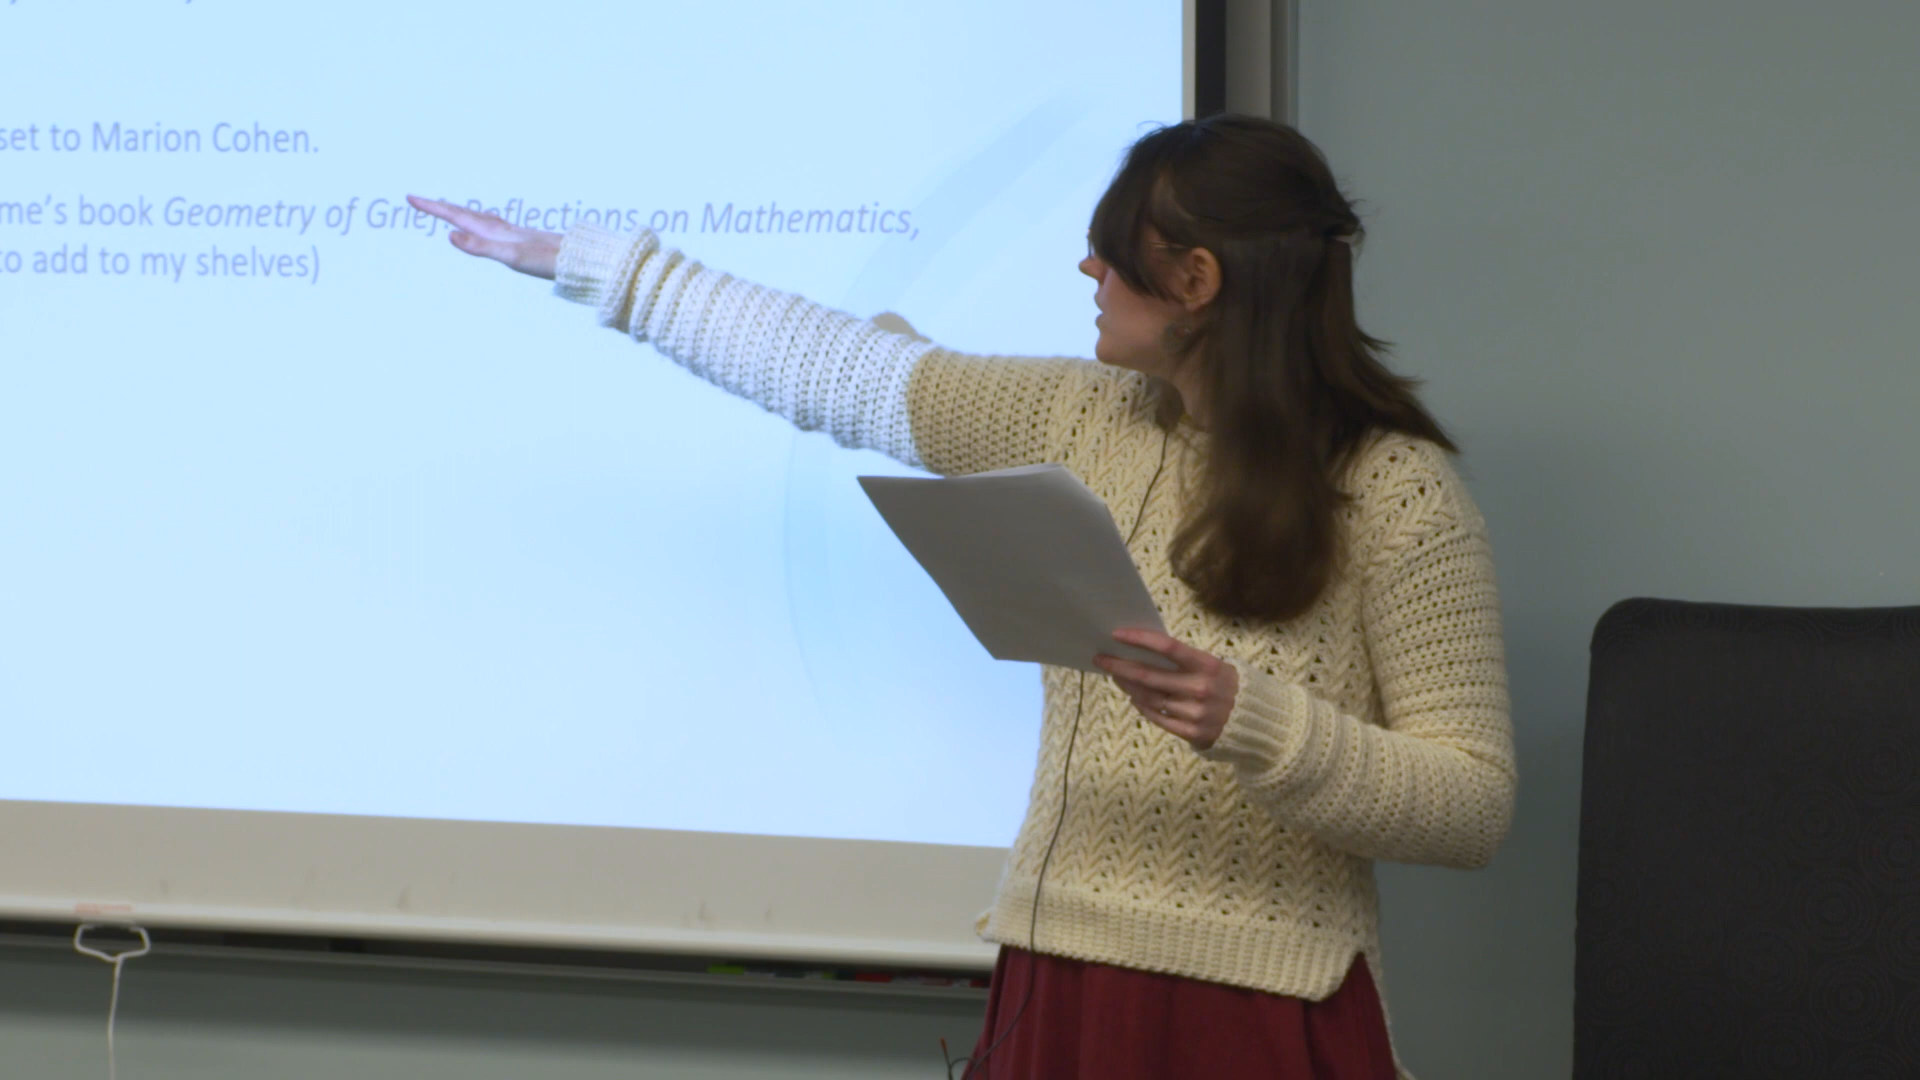 set to Marion Cohen.
me's book Geometry of Grief: Reflections on Mathematics,
to add to my shelves)